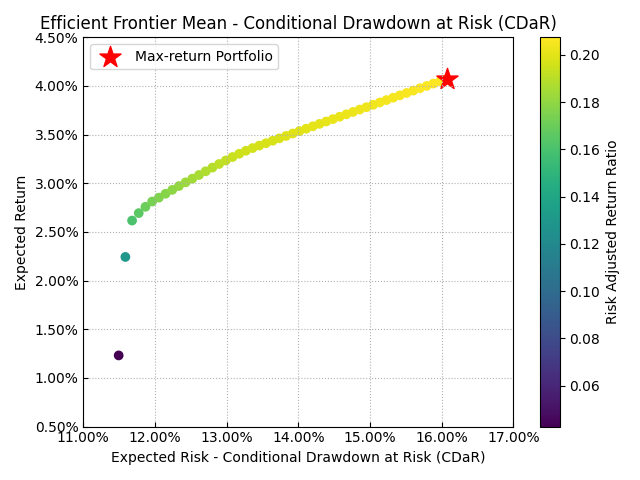 Efficient Frontier Mean - Conditional Drawdown at Risk (CDaR)
Max-return Portfolio
Expected Return
4.50%
4.00%
3.50%
3.00%
2.50%
2.00%
1.50%
1.00%
0.50%
11.00% 12.00% 13.00% 14.00% 15.00% 16.00% 17.00%
Expected Risk - Conditional Drawdown at Risk (CDaR)
0.20
0.18
0.16
0.14
0.12
0.10
0.08
0.06
Risk Adjusted Return Ratio